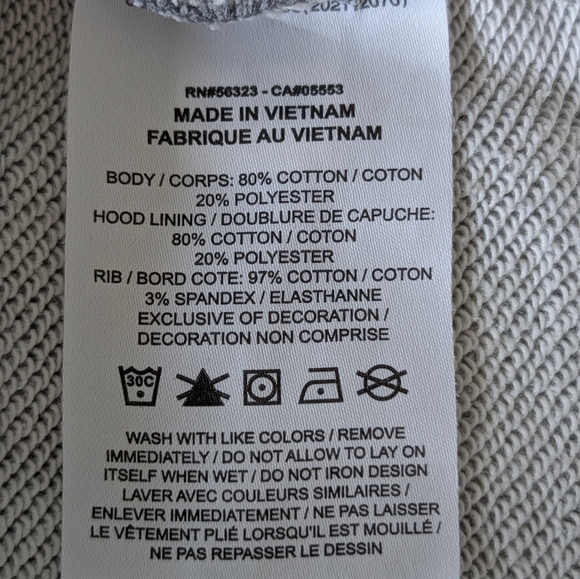 RN#56323 - CA#05553
MADE IN VIETNAM
FABRIQUE AU VIETNAM
BODY / CORPS: 80% COTTON / COTON
20% POLYESTER
HOOD LINING / DOUBLURE DE CAPUCHE:
80% COTTON / COTON
20% POLYESTER
RIB / BORD COTE: 97% COTTON / COTON
3% SPANDEX / ELASTHANNE
EXCLUSIVE OF DECORATION /
DECORATION NON COMPRISE
30C
WASH WITH LIKE COLORS / REMOVE
IMMEDIATELY / DO NOT ALLOW TO LAY ON
ITSELF WHEN WET / DO NOT IRON DESIGN
LAVER AVEC COULEURS SIMILAIRES /
ENLEVER IMMEDIATEMENT / NE PAS LAISSER
LE VÊTEMENT PLIÉ LORSQU'IL EST MOUILLÉ /
NE PAS REPASSER LE DESSIN